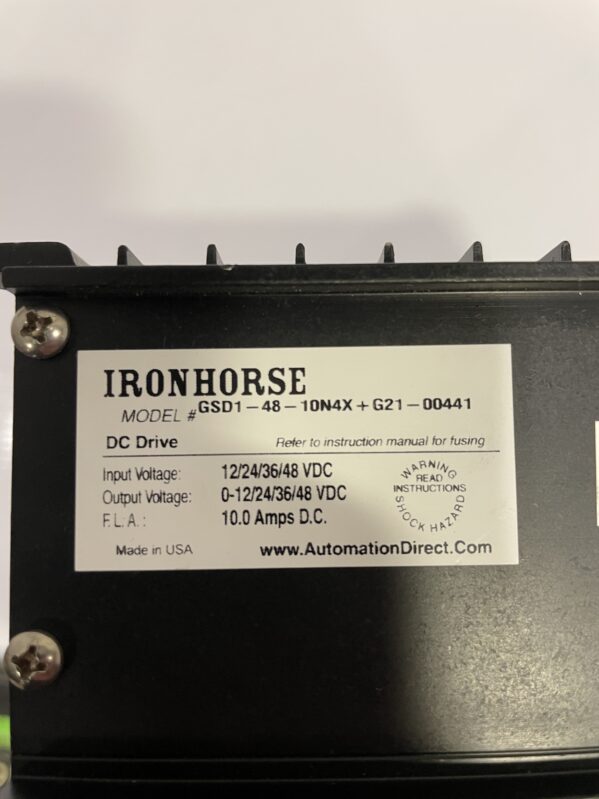 IRONHORSE
MODEL # GSD1-48-10N4X+G21-00441
DC Drive Refer to instruction manual for fusing
Input Voltage: 12/24/36/48 VDC
Output Voltage: 0-12/24/36/48 VDC
F.L.A.: 10.0 Amps D.C.
WARNING
READ
INSTRUCTIONS
SHOCK HAZARD
Made in USA www.AutomationDirect.Com